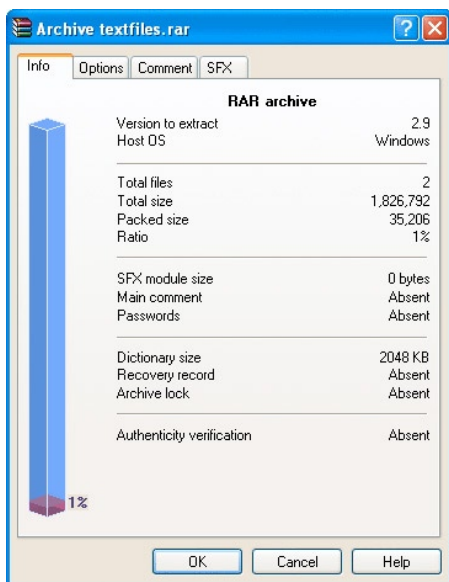 Archive textfiles.rar
Info Options Comment SFX
RAR archive
Version to extract 2.9
Host OS Windows
Total files 2
Total size 1,826,792
Packed size 35,206
Ratio 1%
SFX module size 0 bytes
Main comment Absent
Passwords Absent
Dictionary size 2048 KB
Recovery record Absent
Archive lock Absent
Authenticity verification Absent
1%
OK Cancel Help